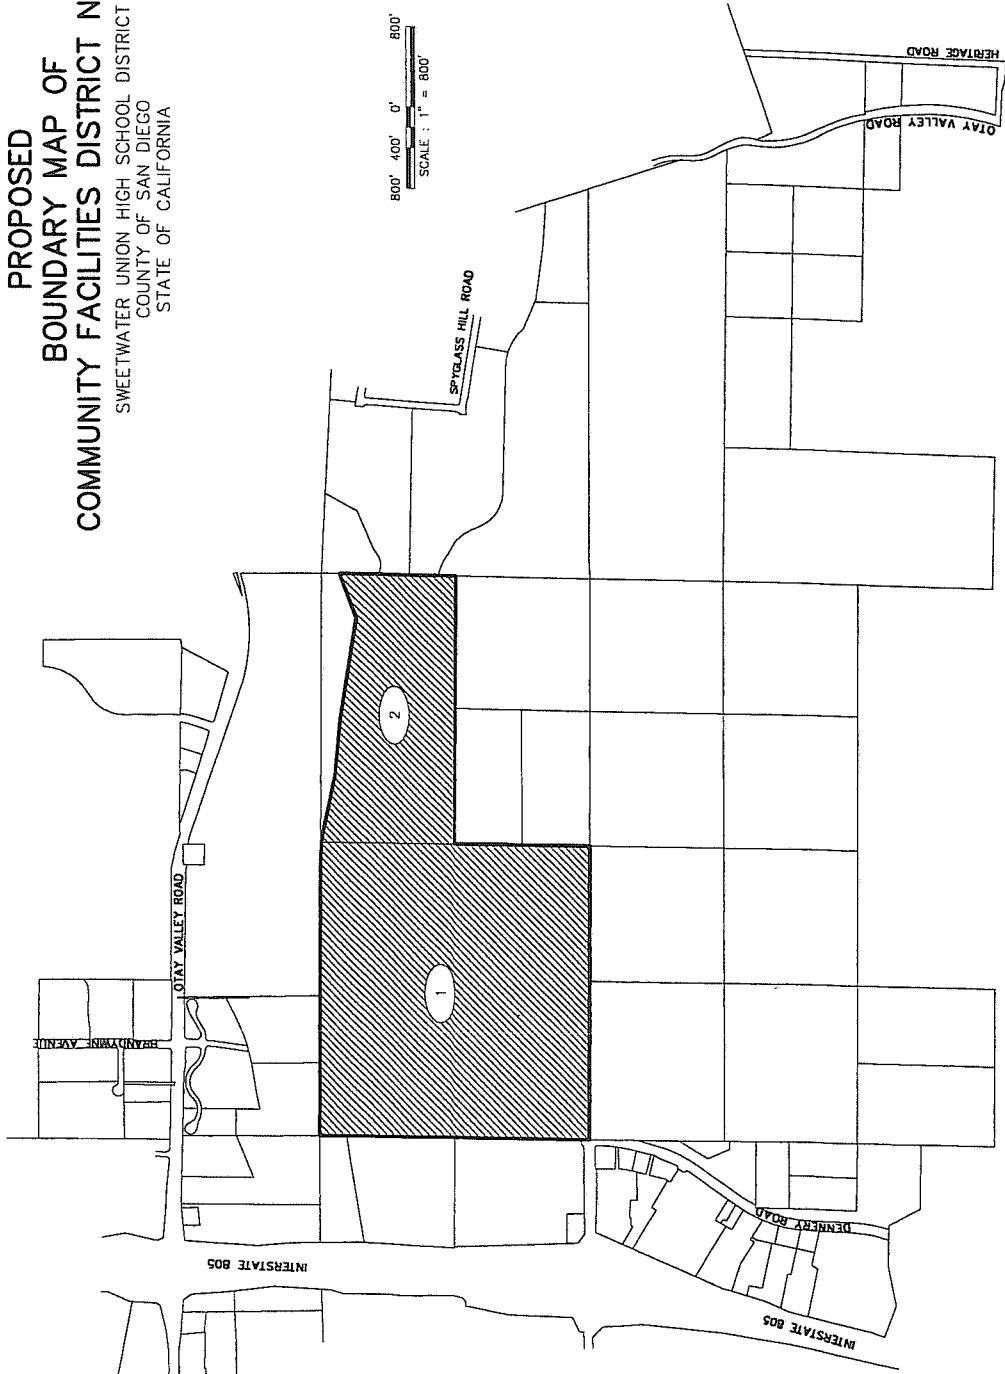 PROPOSED
BOUNDARY MAP OF
COMMUNITY FACILITIES DISTRICT N
SWEETWATER UNION HIGH SCHOOL DISTRICT
COUNTY OF SAN DIEGO
STATE OF CALIFORNIA
800' 400' 0' 800'
SCALE : 1" = 800'
HERITAGE ROAD
OTAY VALLEY ROAD
SPYGLASS HILL ROAD
2
OTAY VALLEY ROAD
1
BRANDYWINE AVENUE
DENNERY ROAD
INTERSTATE 805
INTERSTATE 805